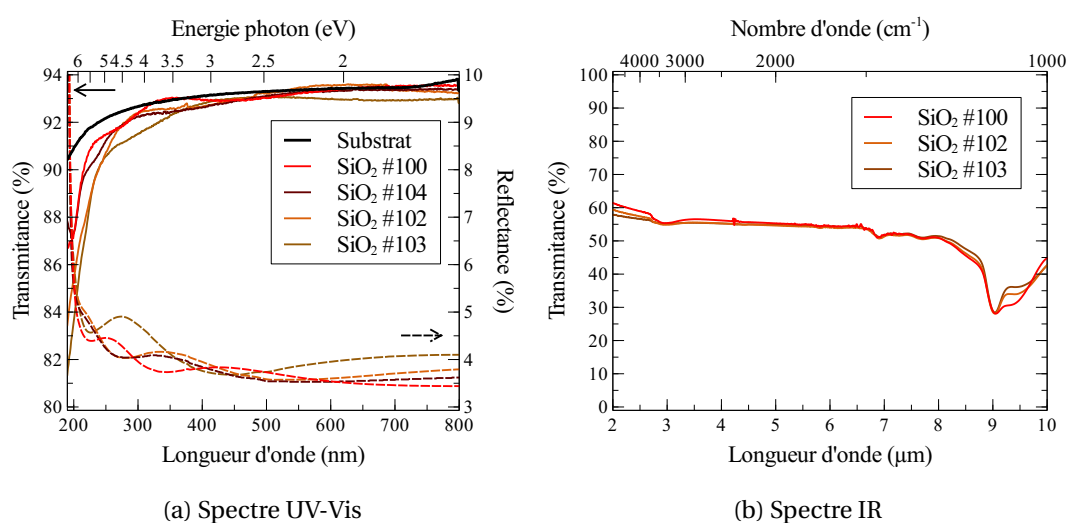 Energie photon (eV)
6 5 4.5 4 3.5 3 2.5 2
94
92
90
88
86
84
82
80
Transmitance (%)
10
9
8
7
6
5
4
3
Reflectance (%)
Substrat
SiO2 #100
SiO2 #104
SiO2 #102
SiO2 #103
200 300 400 500 600 700 800
Longueur d'onde (nm)
(a) Spectre UV-Vis
Nombre d'onde (cm-1)
4000 3000 2000 1000
100
90
80
70
60
50
40
30
20
10
0
Transmitance (%)
SiO2 #100
SiO2 #102
SiO2 #103
2 3 4 5 6 7 8 9 10
Longueur d'onde (μm)
(b) Spectre IR